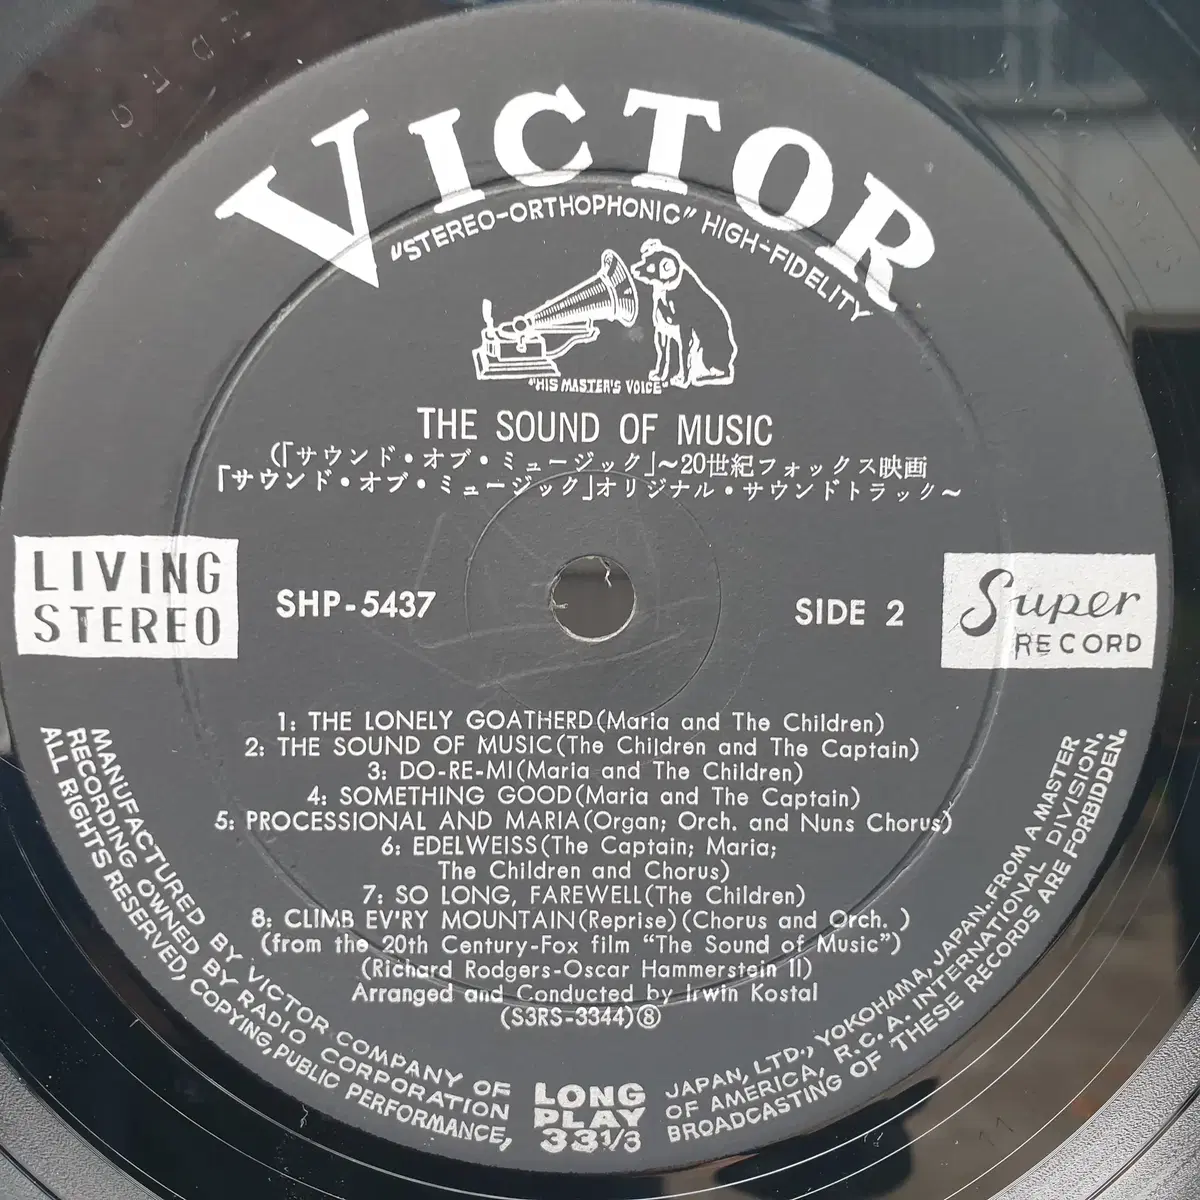 VICTOR
"STEREO-ORTHOPHONIC" HIGH-FIDELITY
"HIS MASTER'S VOICE"
THE SOUND OF MUSIC
(「サウンド・オブ・ミュージック」〜20世紀フォックス映画
「サウンド・オブ・ミュージック」オリジナル・サウンドトラック〜
LIVING
STEREO
SHP-5437
SIDE 2
Super
RECORD
1: THE LONELY GOATHERD(Maria and The Children)
2: THE SOUND OF MUSIC(The Children and The Captain)
3: DO-RE-MI(Maria and The Children)
4: SOMETHING GOOD(Maria and The Captain)
5: PROCESSIONAL AND MARIA(Organ; Orch. and Nuns Chorus)
6: EDELWEISS(The Captain; Maria;
The Children and Chorus)
7: SO LONG, FAREWELL(The Children)
8: CLIMB EV'RY MOUNTAIN(Reprise)(Chorus and Orch. )
(from the 20th Century-Fox film "The Sound of Music")
(Richard Rodgers-Oscar Hammerstein II)
Arranged and Conducted by Irwin Kostal
(S3RS-3344)⑧
MANUFACTURED BY VICTOR COMPANY OF
RECORDING OWNED BY RADIO CORPORATION
ALL RIGHTS RESERVED, COPYING, PUBLIC PERFORMANCE,
LONG
PLAY
33 1/3
JAPAN, LTD., YOKOHAMA, JAPAN. FROM A MASTER
OF AMERICA, R.C.A. INTERNATIONAL DIVISION.
BROADCASTING OF THESE RECORDS ARE FORBIDDEN.